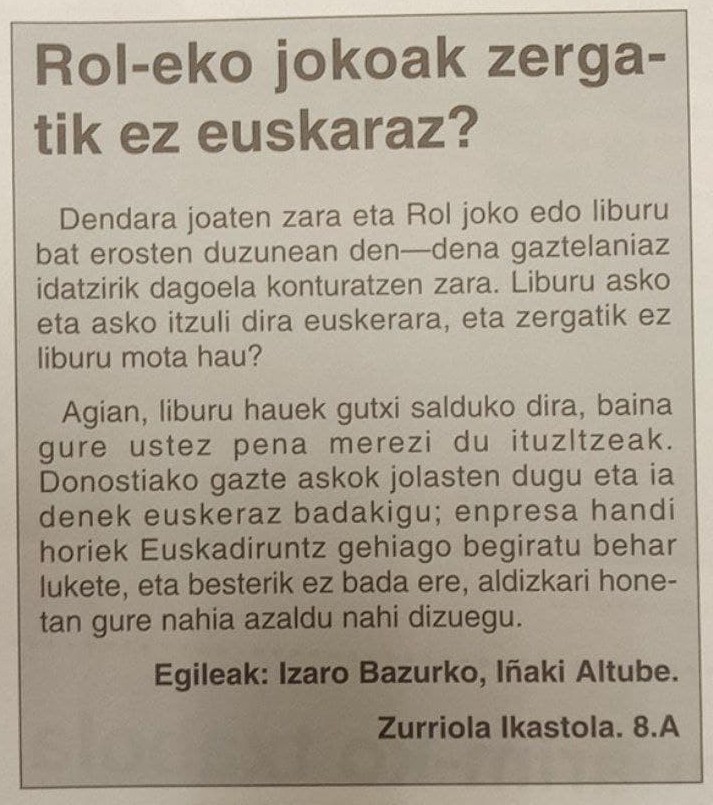 Rol-eko jokoak zerga-
tik ez euskaraz?
Dendara joaten zara eta Rol joko edo liburu
bat erosten duzunean den—dena gaztelaniaz
idatzirik dagoela konturatzen zara. Liburu asko
eta asko itzuli dira euskerara, eta zergatik ez
liburu mota hau?
Agian, liburu hauek gutxi salduko dira, baina
gure ustez pena merezi du ituzltzeak.
Donostiako gazte askok jolasten dugu eta ia
denek euskeraz badakigu; enpresa handi
horiek Euskadiruntz gehiago begiratu behar
lukete, eta besterik ez bada ere, aldizkari hone-
tan gure nahia azaldu nahi dizuegu.
Egileak: Izaro Bazurko, Iñaki Altube.
Zurriola Ikastola. 8.A